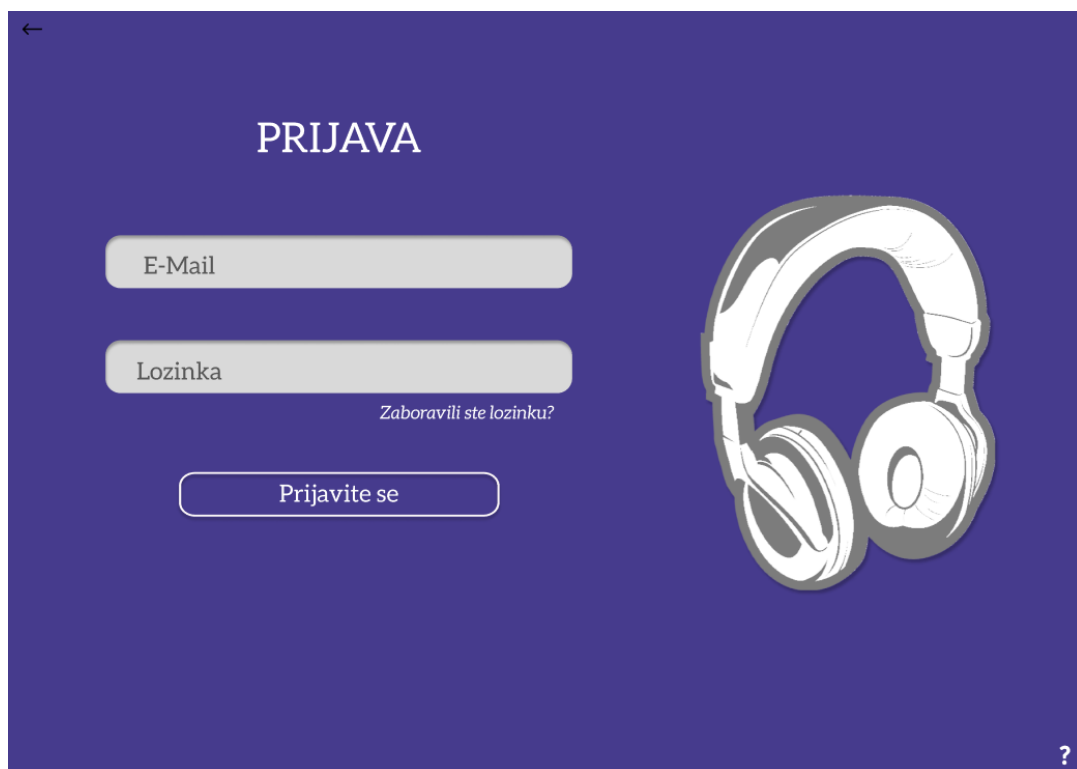 ←
PRIJAVA
E-Mail
Lozinka
Zaboravili ste lozinku?
Prijavite se
?